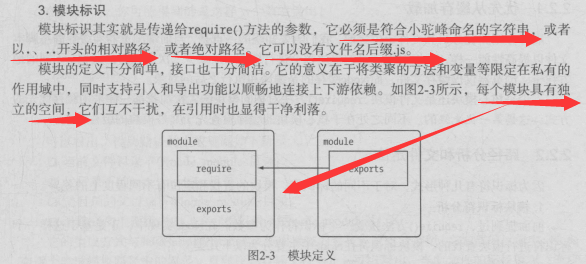 3. 模块标识
模块标识其实就是传递给require()方法的参数，它必须是符合小驼峰命名的字符串，或者
以.、..开头的相对路径，或者绝对路径。它可以没有文件名后缀.js。
模块的定义十分简单，接口也十分简洁。它的意义在于将类聚的方法和变量等限定在私有的
作用域中，同时支持引入和导出功能以顺畅地连接上下游依赖。如图2-3所示，每个模块具有独
立的空间，它们互不干扰，在引用时也显得干净利落。
module
module
require
exports
exports
图2-3 模块定义